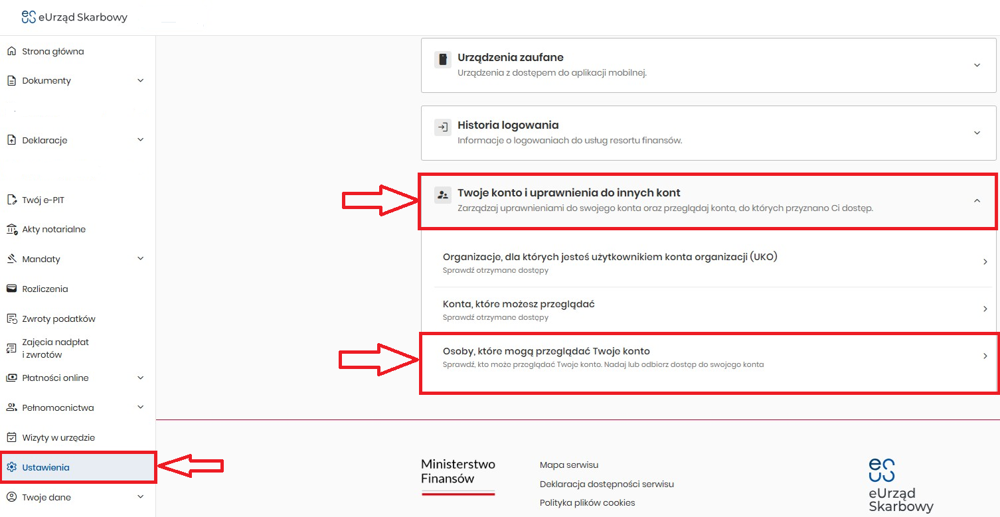 eUrząd Skarbowy
Strona główna
Dokumenty
Deklaracje
Twój e-PIT
Akty notarialne
Mandaty
Rozliczenia
Zwroty podatków
Zajęcia nadpłat
i zwrotów
Płatności online
Pełnomocnictwa
Wizyty w urzędzie
Ustawienia
Twoje dane
Urządzenia zaufane
Urządzenia z dostępem do aplikacji mobilnej.
Historia logowania
Informacje o logowaniach do usług resortu finansów.
Twoje konto i uprawnienia do innych kont
Zarządzaj uprawnieniami do swojego konta oraz przeglądaj konta, do których przyznano Ci dostęp.
Organizacje, dla których jesteś użytkownikiem konta organizacji (UKO)
Sprawdź otrzymane dostępy
Konta, które możesz przeglądać
Sprawdź otrzymane dostępy
Osoby, które mogą przeglądać Twoje konto
Sprawdź, kto może przeglądać Twoje konto. Nadaj lub odbierz dostęp do swojego konta
Ministerstwo
Finansów
Mapa serwisu
Deklaracja dostępności serwisu
Polityka plików cookies
eUrząd
Skarbowy